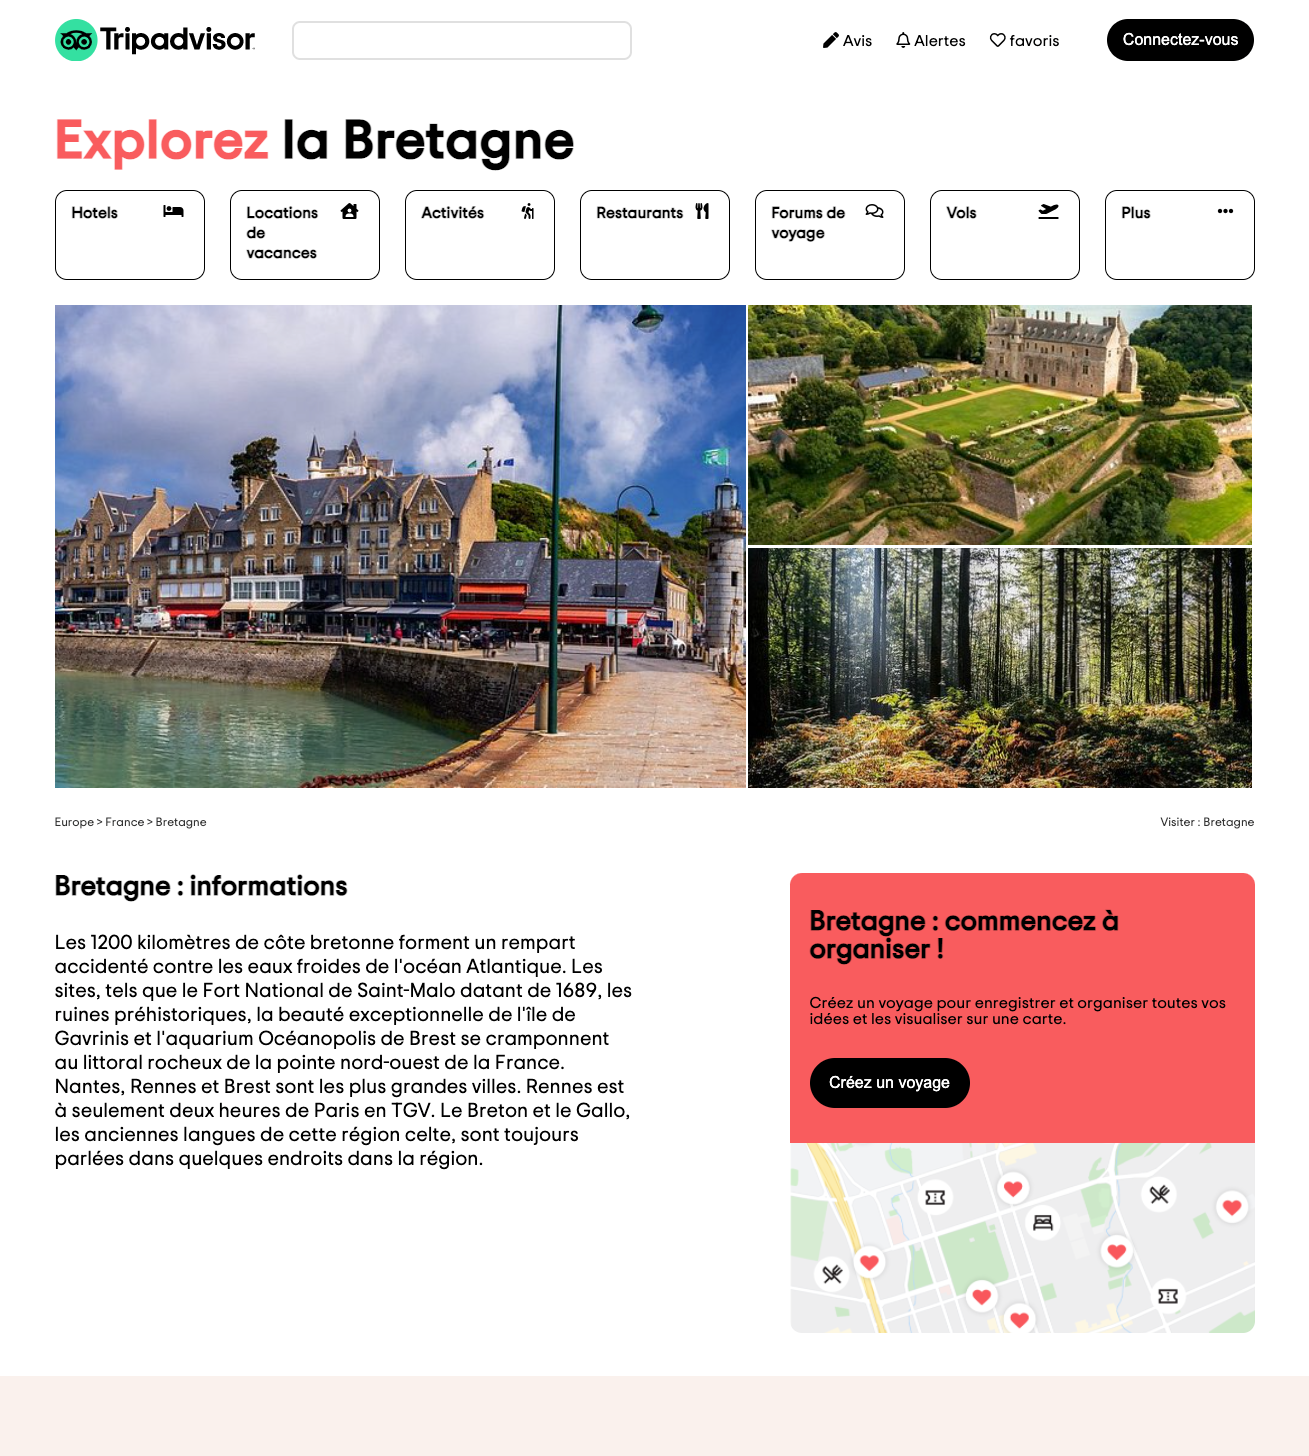 Tripadvisor
Avis
Alertes
favoris
Connectez-vous
Explorez la Bretagne
Hotels
Locations
de
vacances
Activités
Restaurants
Forums de
voyage
Vols
Plus
Europe > France > Bretagne
Visiter : Bretagne
Bretagne : informations
Les 1200 kilomètres de côte bretonne forment un rempart
accidenté contre les eaux froides de l'océan Atlantique. Les
sites, tels que le Fort National de Saint-Malo datant de 1689, les
ruines préhistoriques, la beauté exceptionnelle de l'île de
Gavrinis et l'aquarium Océanopolis de Brest se cramponnent
au littoral rocheux de la pointe nord-ouest de la France.
Nantes, Rennes et Brest sont les plus grandes villes. Rennes est
à seulement deux heures de Paris en TGV. Le Breton et le Gallo,
les anciennes langues de cette région celte, sont toujours
parlées dans quelques endroits dans la région.
Bretagne : commencez à
organiser !
Créez un voyage pour enregistrer et organiser toutes vos
idées et les visualiser sur une carte.
Créez un voyage